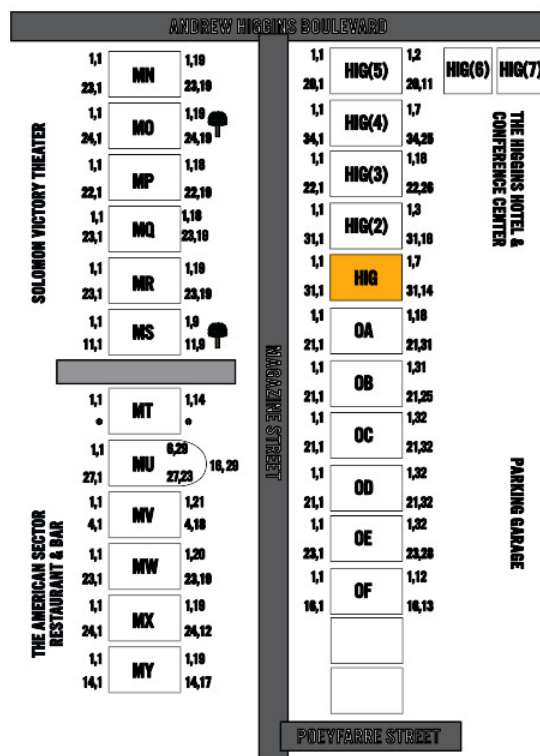 ANDREW HIGGINS BOULEVARD
1,1 MN 1,19
23,1 23,19
1,1 MO 1,19
24,1 24,19
1,1 MP 1,18
22,1 22,19
1,1 MQ 1,18
23,1 23,19
1,1 MR 1,19
23,1 23,19
1,1 MS 1,9
11,1 11,9
1,1 MT 1,14
1,1 MU 6,29
27,1 27,23 16,29
1,1 MV 1,21
4,1 4,18
1,1 MW 1,20
23,1 23,19
1,1 MX 1,19
24,1 24,12
1,1 MY 1,19
14,1 14,17
SOLOMON VICTORY THEATER
THE AMERICAN SECTOR
RESTAURANT & BAR
MAGAZINE STREET
1,1 HIG(5) 1,2 HIG(6) HIG(7)
20,1 20,11
1,1 HIG(4) 1,7
34,1 34,25
1,1 HIG(3) 1,16
22,1 22,26
1,1 HIG(2) 1,3
31,1 31,16
1,1 HIG 1,7
31,1 31,14
1,1 OA 1,18
21,1 21,31
1,1 OB 1,31
21,1 21,25
1,1 OC 1,32
21,1 21,32
1,1 OD 1,32
21,1 21,32
1,1 OE 1,32
23,1 23,28
1,1 OF 1,12
16,1 16,13
THE HIGGINS HOTEL &
CONFERENCE CENTER
PARKING GARAGE
POEYFARRE STREET